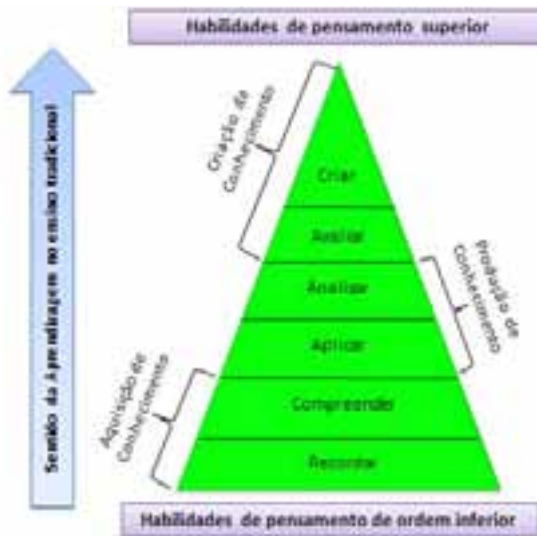 Habilidades de pensamento superior
Sentido da Aprendizagem no ensino tradicional
Criação de
Conhecimento
Criar
Avaliar
Analisar
Produção de
Conhecimento
Aplicar
Aquisição de
Conhecimento
Compreender
Recordar
Habilidades de pensamento de ordem inferior